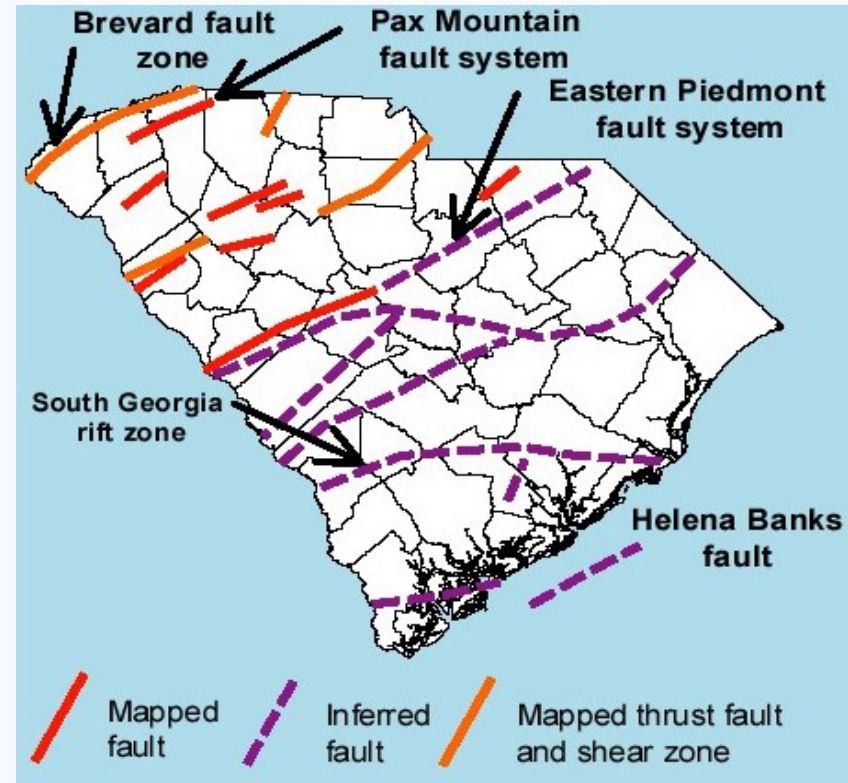 Brevard fault
zone
Pax Mountain
fault system
Eastern Piedmont
fault system
South Georgia
rift zone
Helena Banks
fault
Mapped
fault
Inferred
fault
Mapped thrust fault
and shear zone